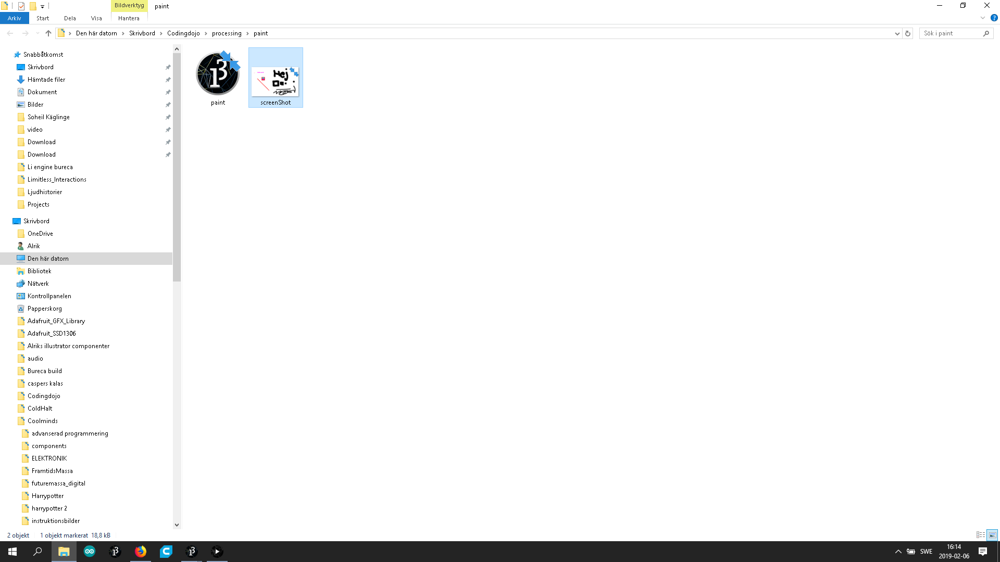 Bildverktyg
paint
Arkiv
Start
Dela
Visa
Hantera
Den här datorn
Skrivbord
Codingdojo
processing
paint
Sök i paint
Snabbåtkomst
Skrivbord
Hämtade filer
Dokument
Bilder
Soheil Käglinge
video
Download
Download
Li engine bureca
Limitless_Interactions
Ljudhistorier
Projects
Skrivbord
OneDrive
Alrik
Den här datorn
Bibliotek
Nätverk
Kontrollpanelen
Papperskorg
Adafruit_GFX_Library
Adafruit_SSD1306
Alriks illustrator componenter
audio
Bureca build
caspers kalas
Codingdojo
ColdHalt
Coolminds
advanserad programmering
components
ELEKTRONIK
FramtidsMassa
futuremassa_digital
Harrypotter
harrypotter 2
instruktionsbilder
Hej
paint
screenShot
2 objekt
1 objekt markerat 18,8 kB
SWE
16:14
2019-02-06